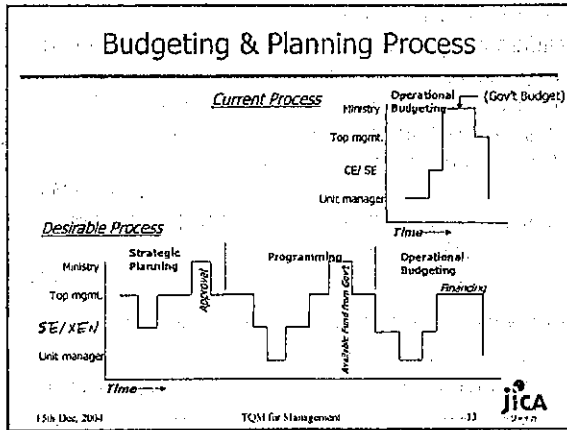 Budgeting & Planning Process
Current Process
Operational
Budgeting
(Gov't Budget)
Ministry
Top mgmt.
CE/ SE
Unit manager
Time
Desirable Process
Strategic
Planning
Programming
Operational
Budgeting
Ministry
Top mgmt.
SE/XEN
Unit manager
Approval
Available Fund from Govt
Financing
Time
15th Dec, 2004
TQM for Management
13
jicA